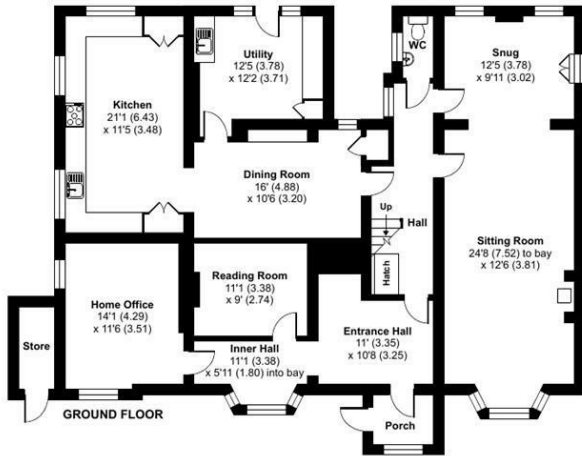 Utility
12'5 (3.78)
x 12'2 (3.71)
WC
Snug
12'5 (3.78)
x 9'11 (3.02)
Kitchen
21'1 (6.43)
x 11'5 (3.48)
Dining Room
16' (4.88)
x 10'6 (3.20)
Up
Hall
Hatch
Sitting Room
24'8 (7.52) to bay
x 12'6 (3.81)
Reading Room
11'1 (3.38)
x 9' (2.74)
Home Office
14'1 (4.29)
x 11'6 (3.51)
Store
Inner Hall
11'1 (3.38)
x 5'11 (1.80) into bay
Entrance Hall
11' (3.35)
x 10'8 (3.25)
GROUND FLOOR
Porch